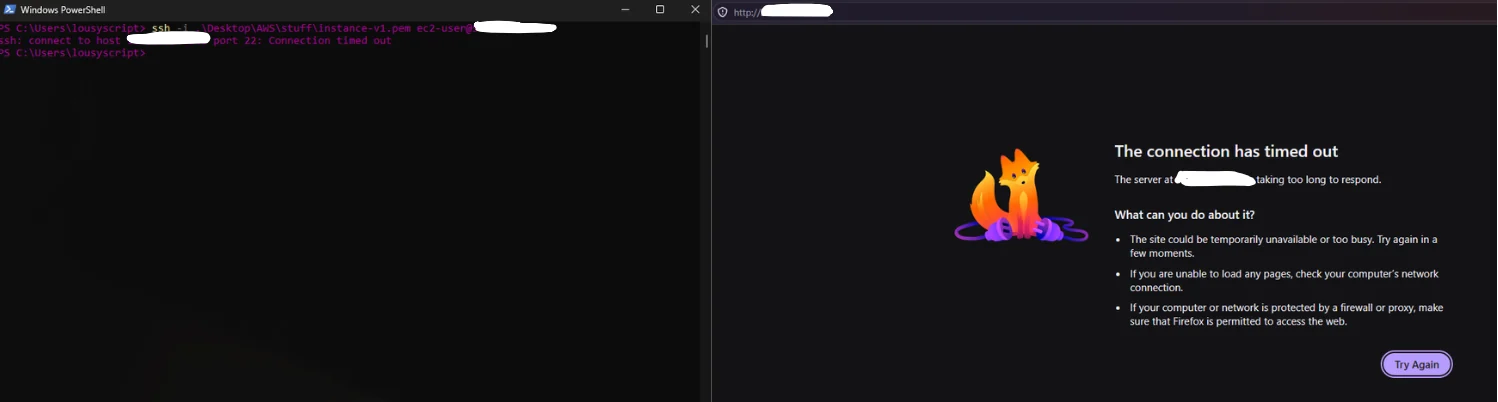 Windows PowerShell
PS C:\Users\lousyscript> ssh -i .\Desktop\AWS\stuff\instance-v1.pem ec2-user@
ssh: connect to host port 22: Connection timed out
PS C:\Users\lousyscript>
http://
The connection has timed out
The server at taking too long to respond.
What can you do about it?
The site could be temporarily unavailable or too busy. Try again in a
few moments.
If you are unable to load any pages, check your computer's network
connection.
If your computer or network is protected by a firewall or proxy, make
sure that Firefox is permitted to access the web.
Try Again